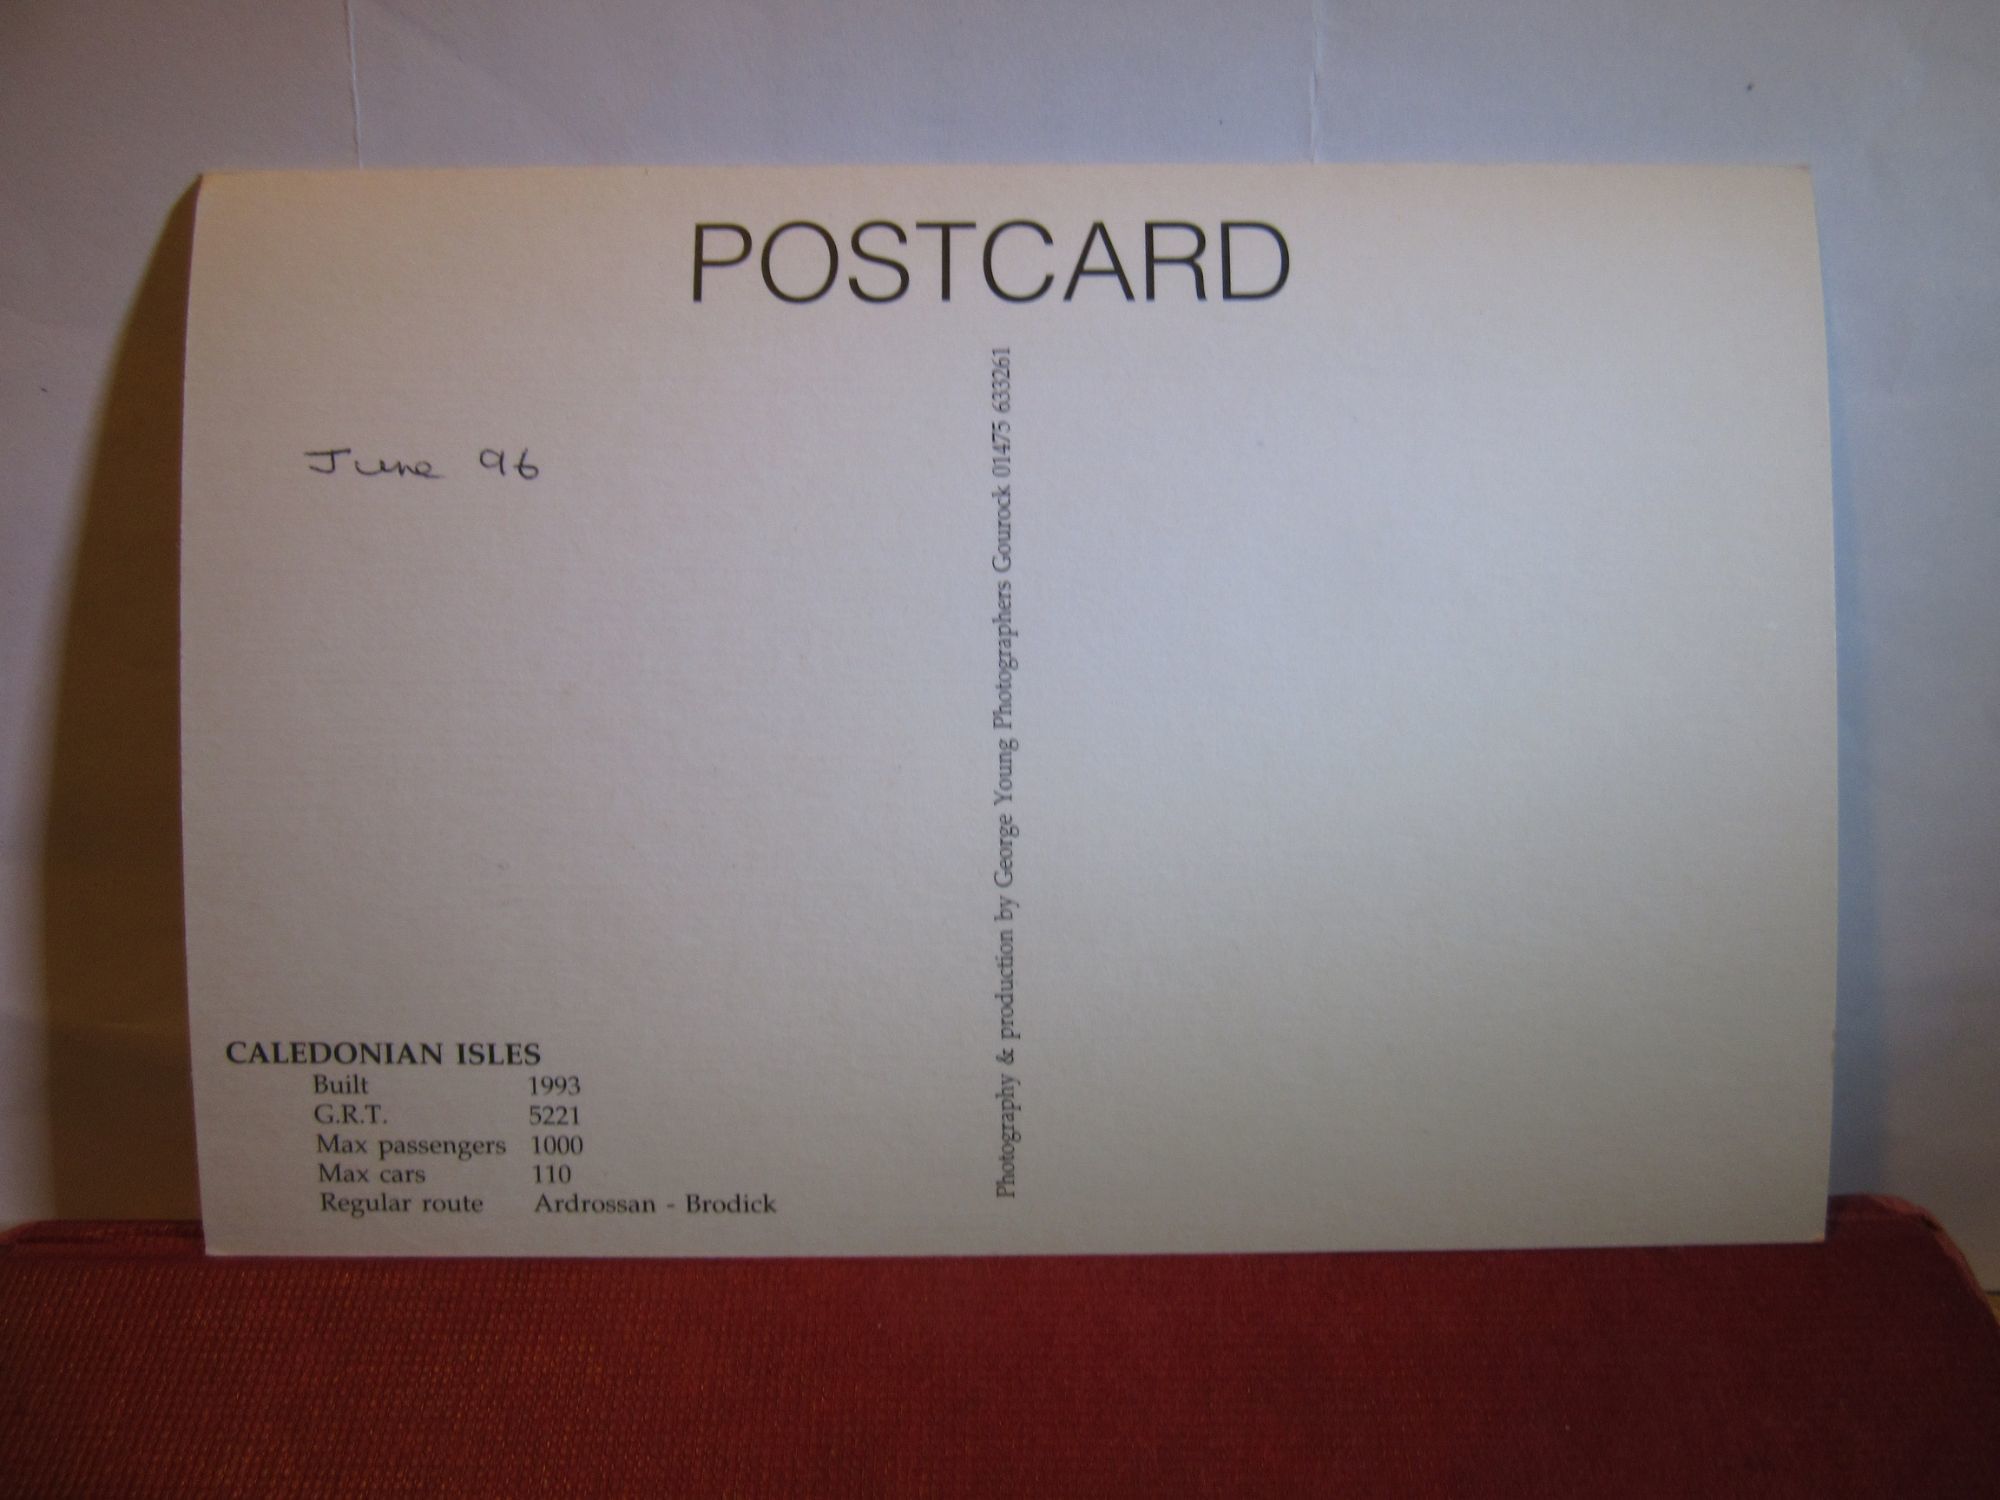 POSTCARD
June 96
Photography & production by George Young Photographers Gourock 01475 633261
CALEDONIAN ISLES
Built 1993
G.R.T. 5221
Max passengers 1000
Max cars 110
Regular route Ardrossan - Brodick